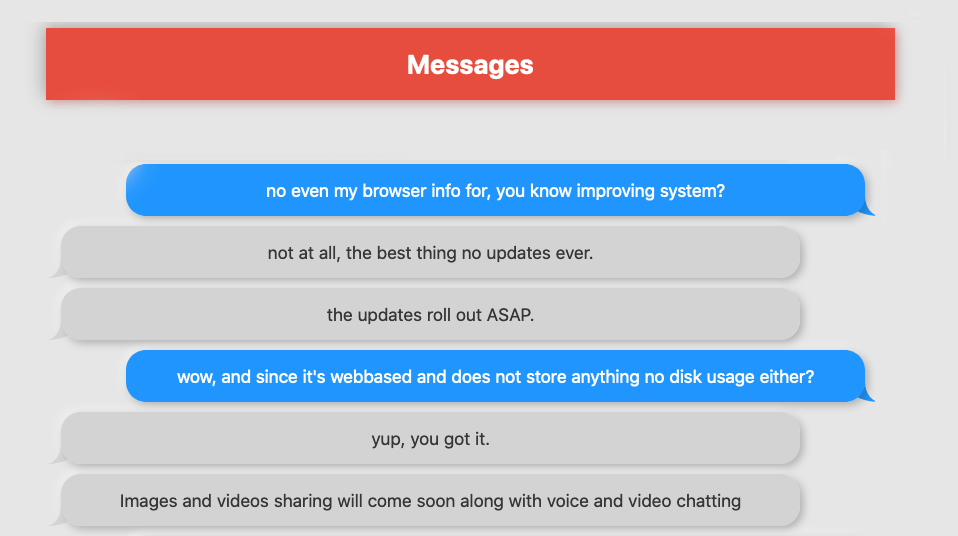 Messages
no even my browser info for, you know improving system?
not at all, the best thing no updates ever.
the updates roll out ASAP.
wow, and since it's webbased and does not store anything no disk usage either?
yup, you got it.
Images and videos sharing will come soon along with voice and video chatting